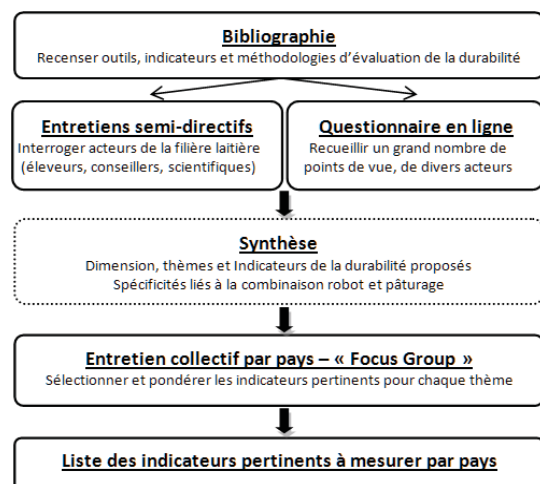 Bibliographie
Recenser outils, indicateurs et méthodologies d'évaluation de la durabilité
Entretiens semi-directifs
Interroger acteurs de la filière laitière
(éleveurs, conseillers, scientifiques)
Questionnaire en ligne
Recueillir un grand nombre de
points de vue, de divers acteurs
Synthèse
Dimension, thèmes et Indicateurs de la durabilité proposés
Spécificités liés à la combinaison robot et pâturage
Entretien collectif par pays – « Focus Group »
Sélectionner et pondérer les indicateurs pertinents pour chaque thème
Liste des indicateurs pertinents à mesurer par pays